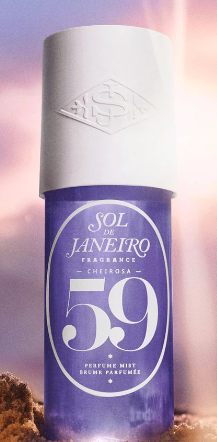 SOL
DE
JANEIRO
FRAGRANCE
— CHEIROSA —
59
PERFUME MIST
BRUME PARFUMÉE